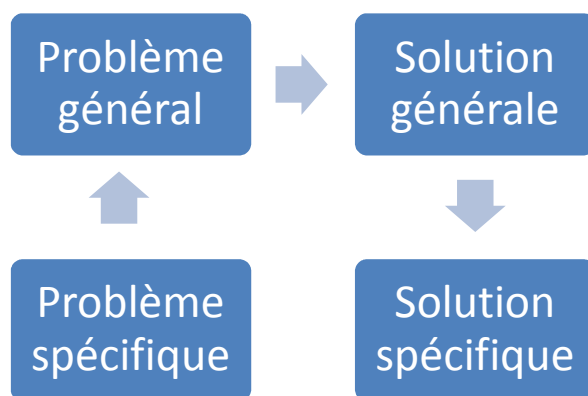 Problème
général
Solution
générale
Problème
spécifique
Solution
spécifique